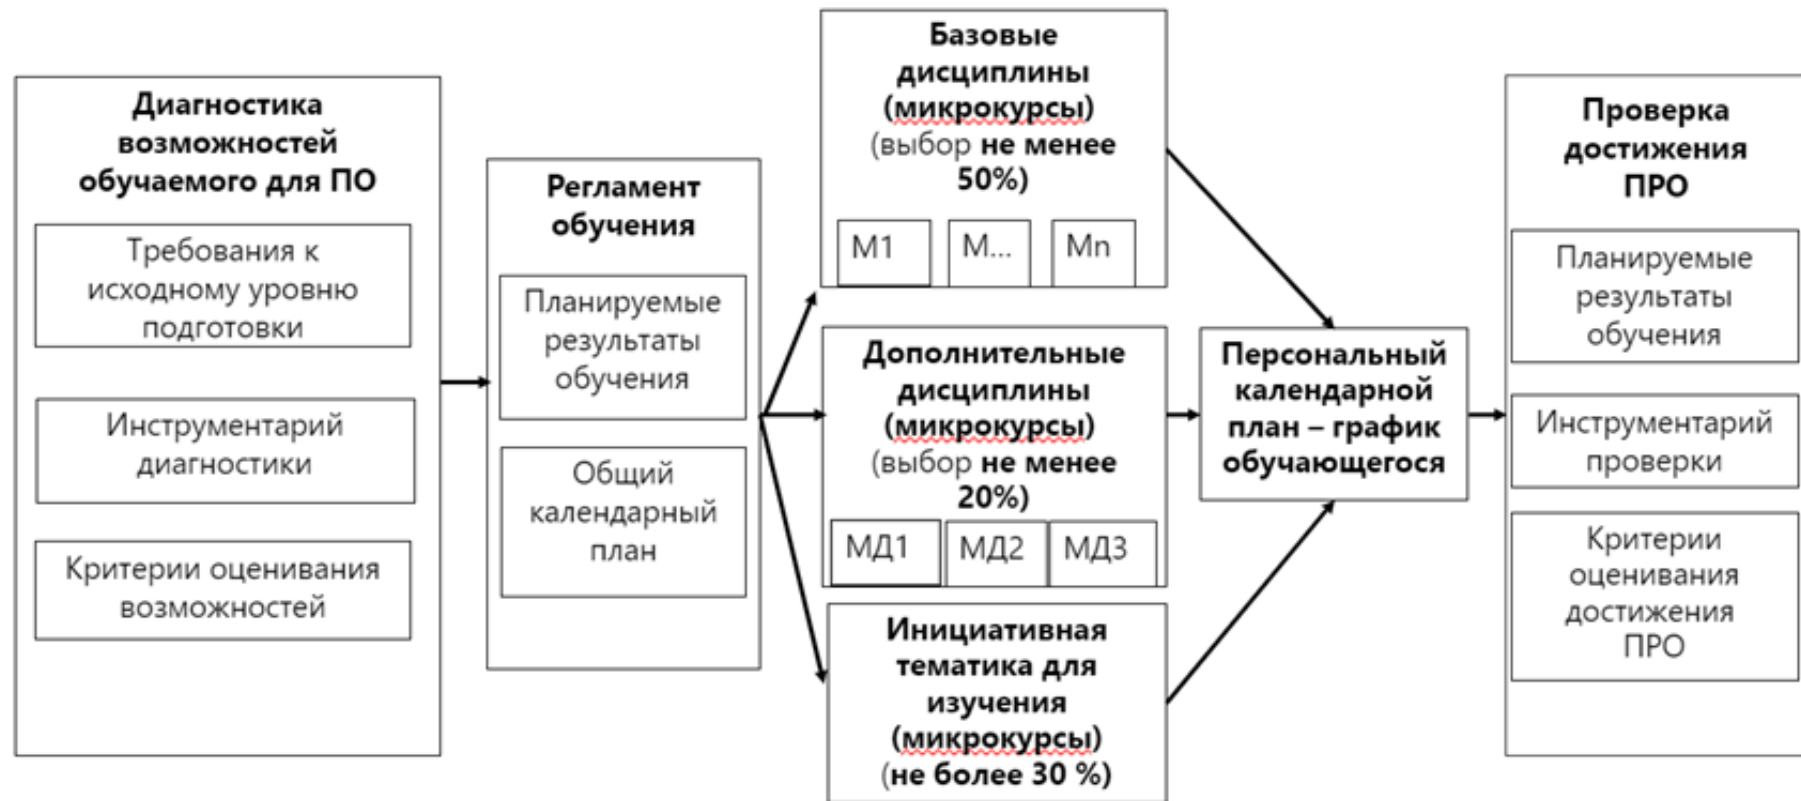 Диагностика
возможностей
обучаемого для ПО
Требования к
исходному уровню
подготовки
Инструментарий
диагностики
Критерии оценивания
возможностей
Регламент
обучения
Планируемые
результаты
обучения
Общий
календарный
план
Базовые
дисциплины
(микрокурсы)
(выбор не менее
50%)
М1
М...
Мn
Дополнительные
дисциплины
(микрокурсы)
(выбор не менее
20%)
МД1
МД2
МД3
Инициативная
тематика для
изучения
(микрокурсы)
(не более 30 %)
Персональный
календарной
план – график
обучающегося
Проверка
достижения
ПРО
Планируемые
результаты
обучения
Инструментарий
проверки
Критерии
оценивания
достижения
ПРО